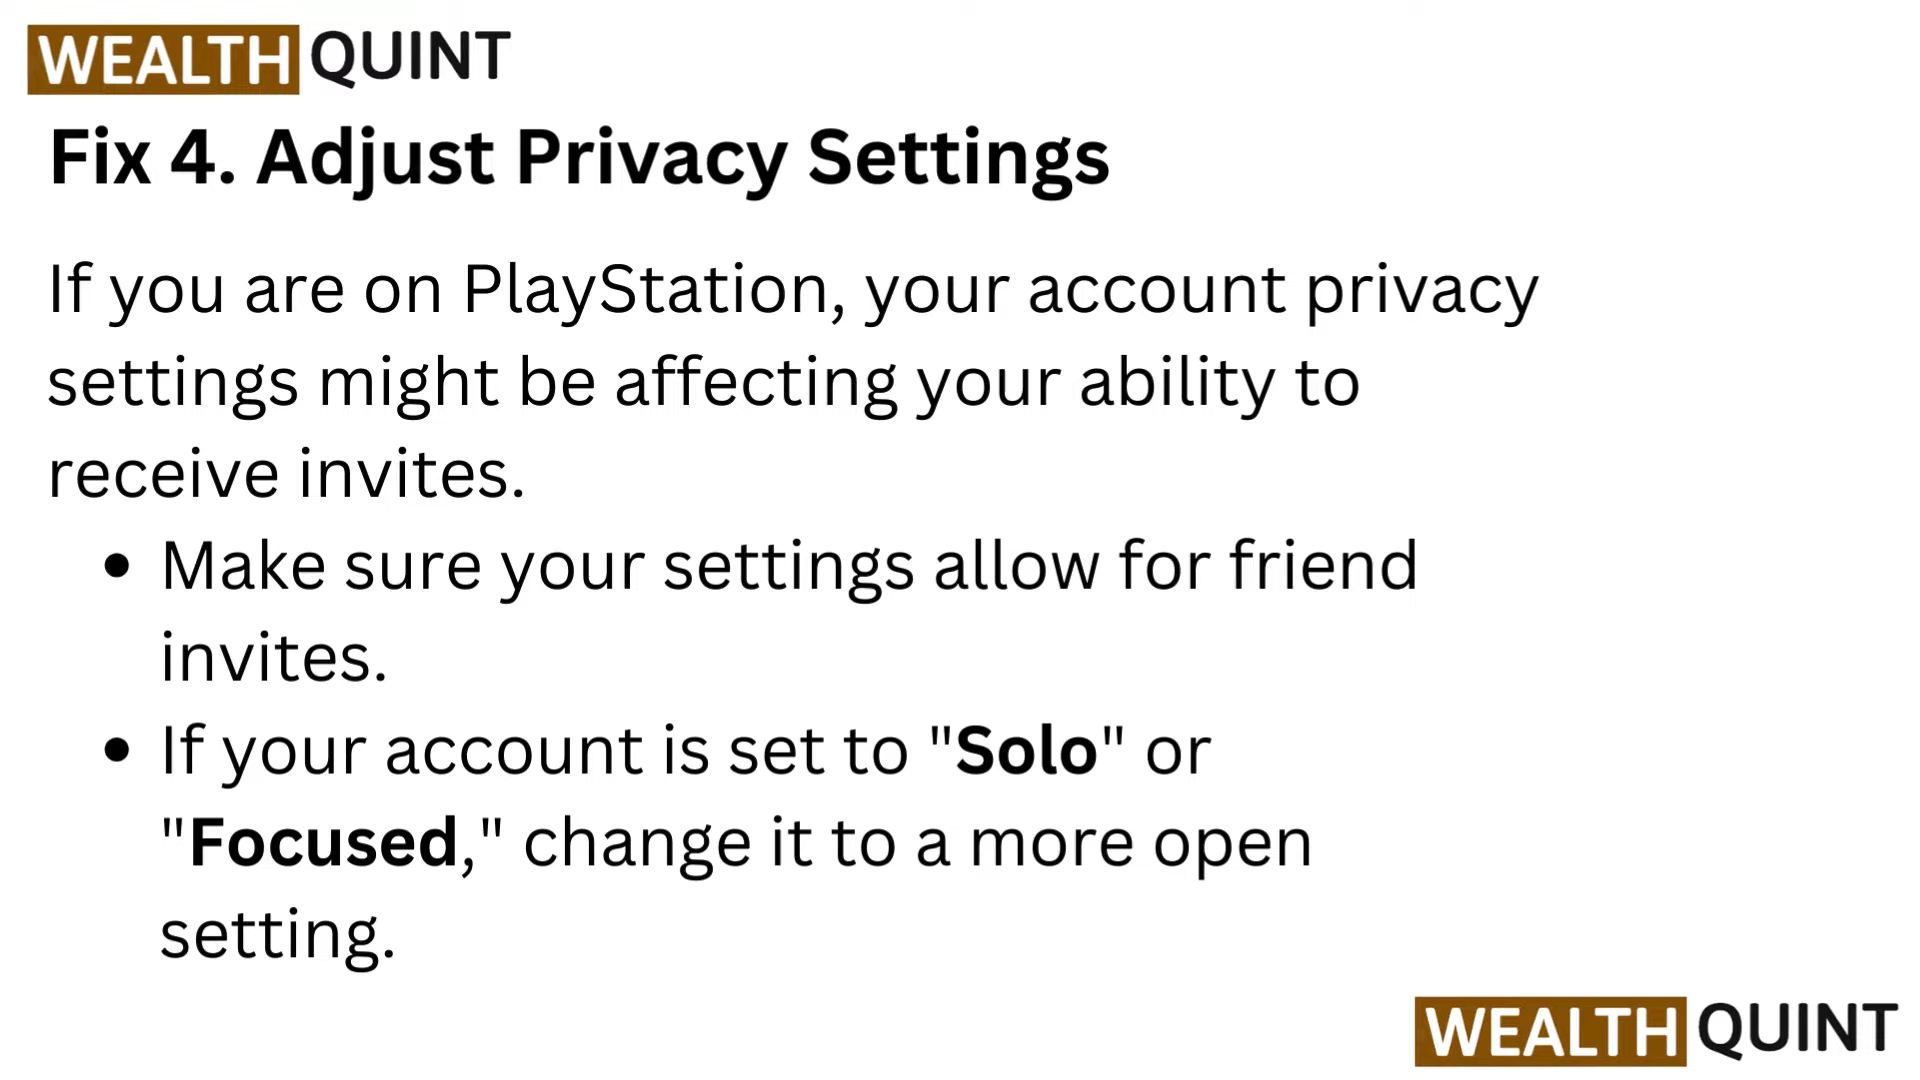 WEALTH QUINT
Fix 4. Adjust Privacy Settings
If you are on PlayStation, your account privacy
settings might be affecting your ability to
receive invites.
• Make sure your settings allow for friend
invites.
• If your account is set to "Solo" or
"Focused," change it to a more open
setting.
WEALTH QUINT